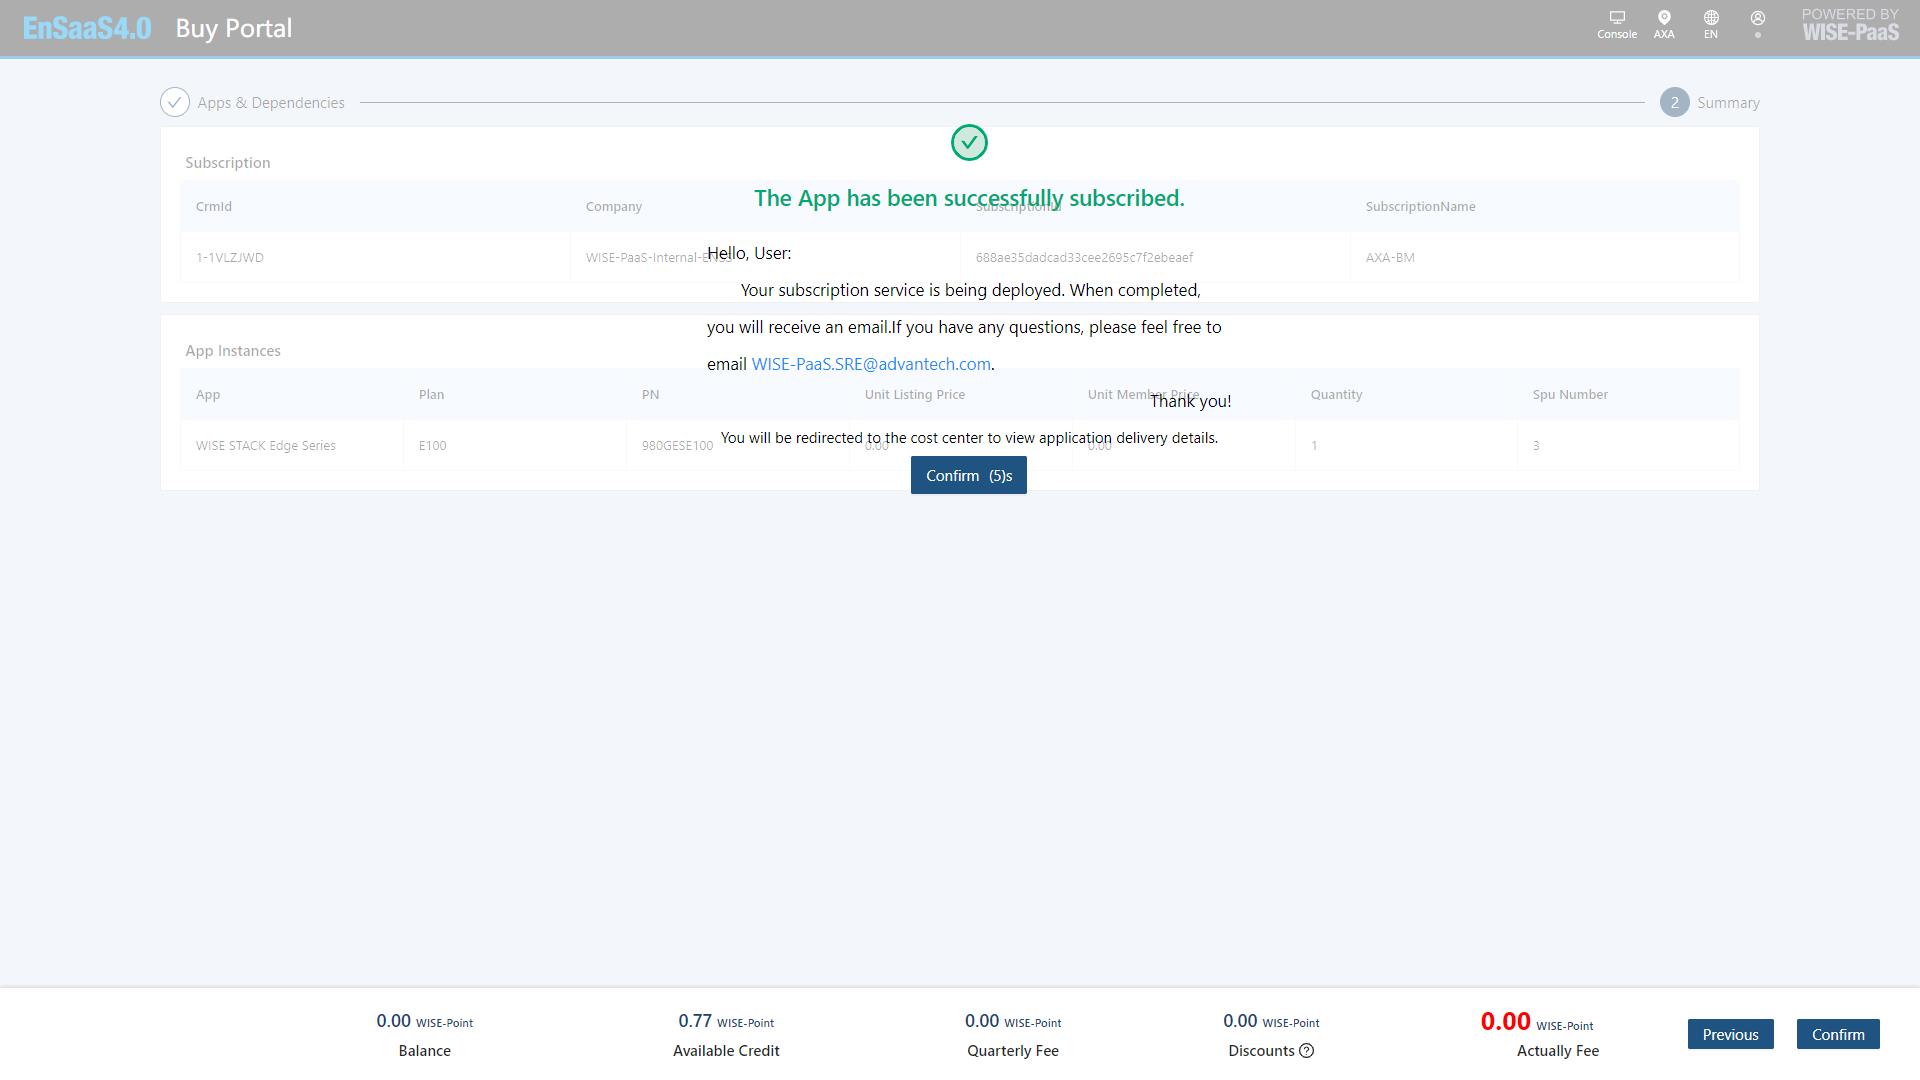 EnSaaS4.0 Buy Portal
Console AXA EN
POWERED BY
WISE-PaaS
Apps & Dependencies
2 Summary
The App has been successfully subscribed.
Hello, User:
Your subscription service is being deployed. When completed,
you will receive an email.If you have any questions, please feel free to
email WISE-PaaS.SRE@advantech.com.
Thank you!
You will be redirected to the cost center to view application delivery details.
Confirm (5)s
Subscription
CrmId Company SubscriptionId SubscriptionName
1-1VLZJWD 688ae35dadcad33cee2695c7f2ebeaef AXA-BM
App Instances
App Plan PN Unit Listing Price Unit Member Price Quantity Spu Number
WISE STACK Edge Series E100 980GESE100 0.00 0.00 1 3
0.00 WISE-Point 0.77 WISE-Point 0.00 WISE-Point 0.00 WISE-Point 0.00 WISE-Point
Balance Available Credit Quarterly Fee Discounts Actually Fee
Previous Confirm